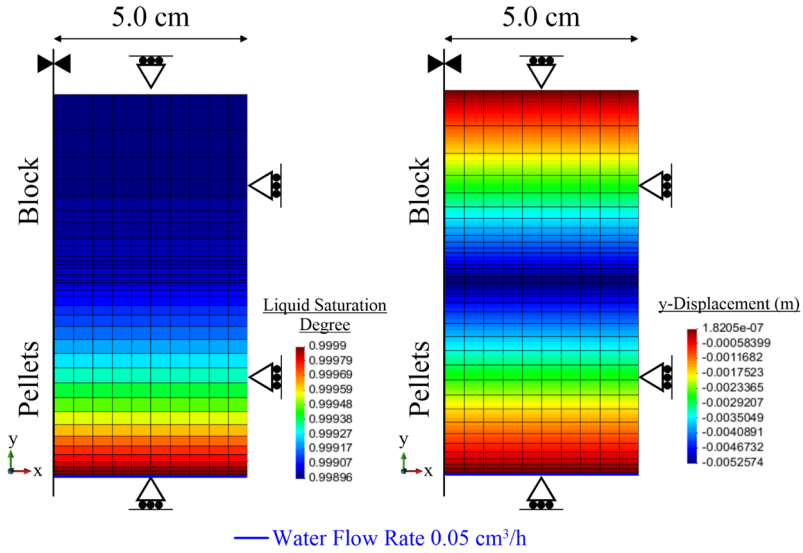 5.0 cm
5.0 cm
Block
Pellets
Liquid Saturation
Degree
0.9999
0.99979
0.99969
0.99959
0.99948
0.99938
0.99927
0.99917
0.99907
0.99896
y
x
Block
Pellets
y-Displacement (m)
1.8205e-07
-0.00058399
-0.0011682
-0.0017523
-0.0023365
-0.0029207
-0.0035049
-0.0040891
-0.0046732
-0.0052574
y
x
Water Flow Rate 0.05 cm³/h